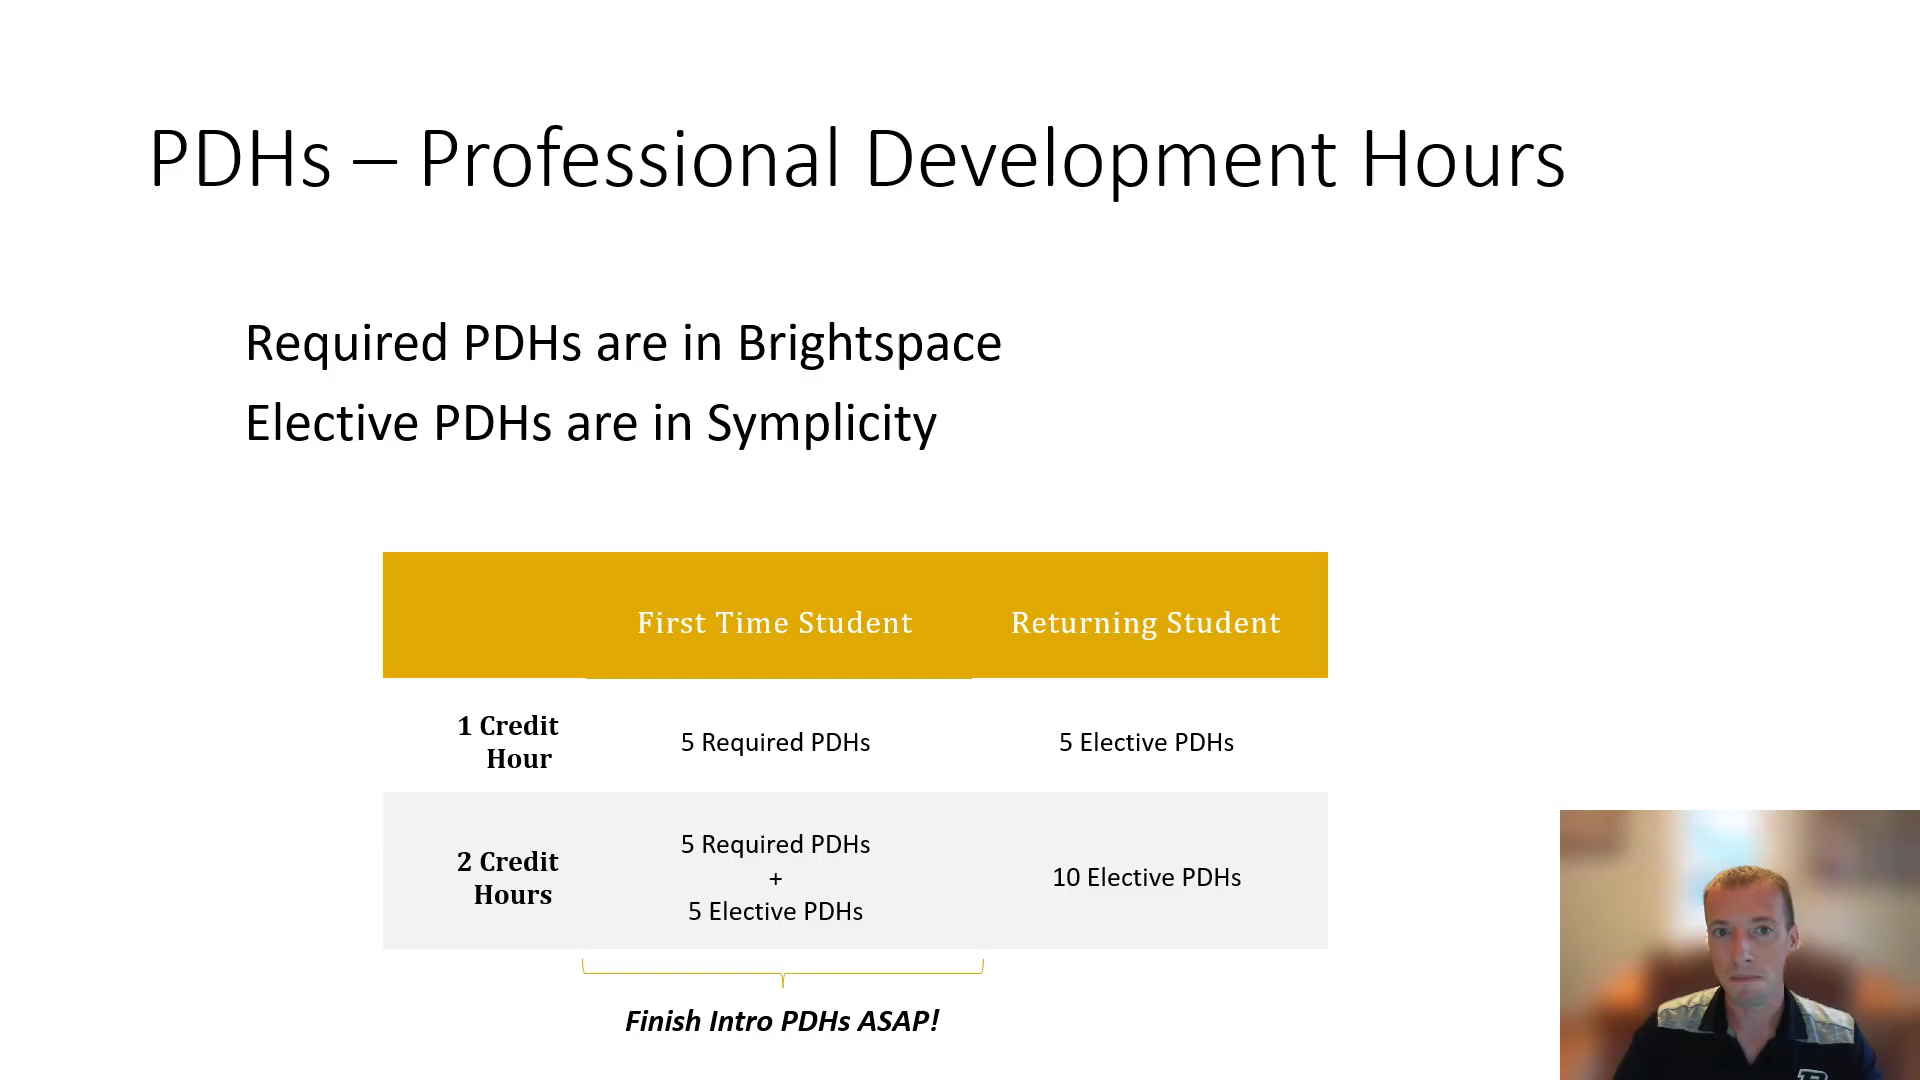 PDHs – Professional Development Hours
Required PDHs are in Brightspace
Elective PDHs are in Symplicity
First Time Student
Returning Student
1 Credit
Hour
5 Required PDHs
5 Elective PDHs
2 Credit
Hours
5 Required PDHs
+
5 Elective PDHs
10 Elective PDHs
Finish Intro PDHs ASAP!